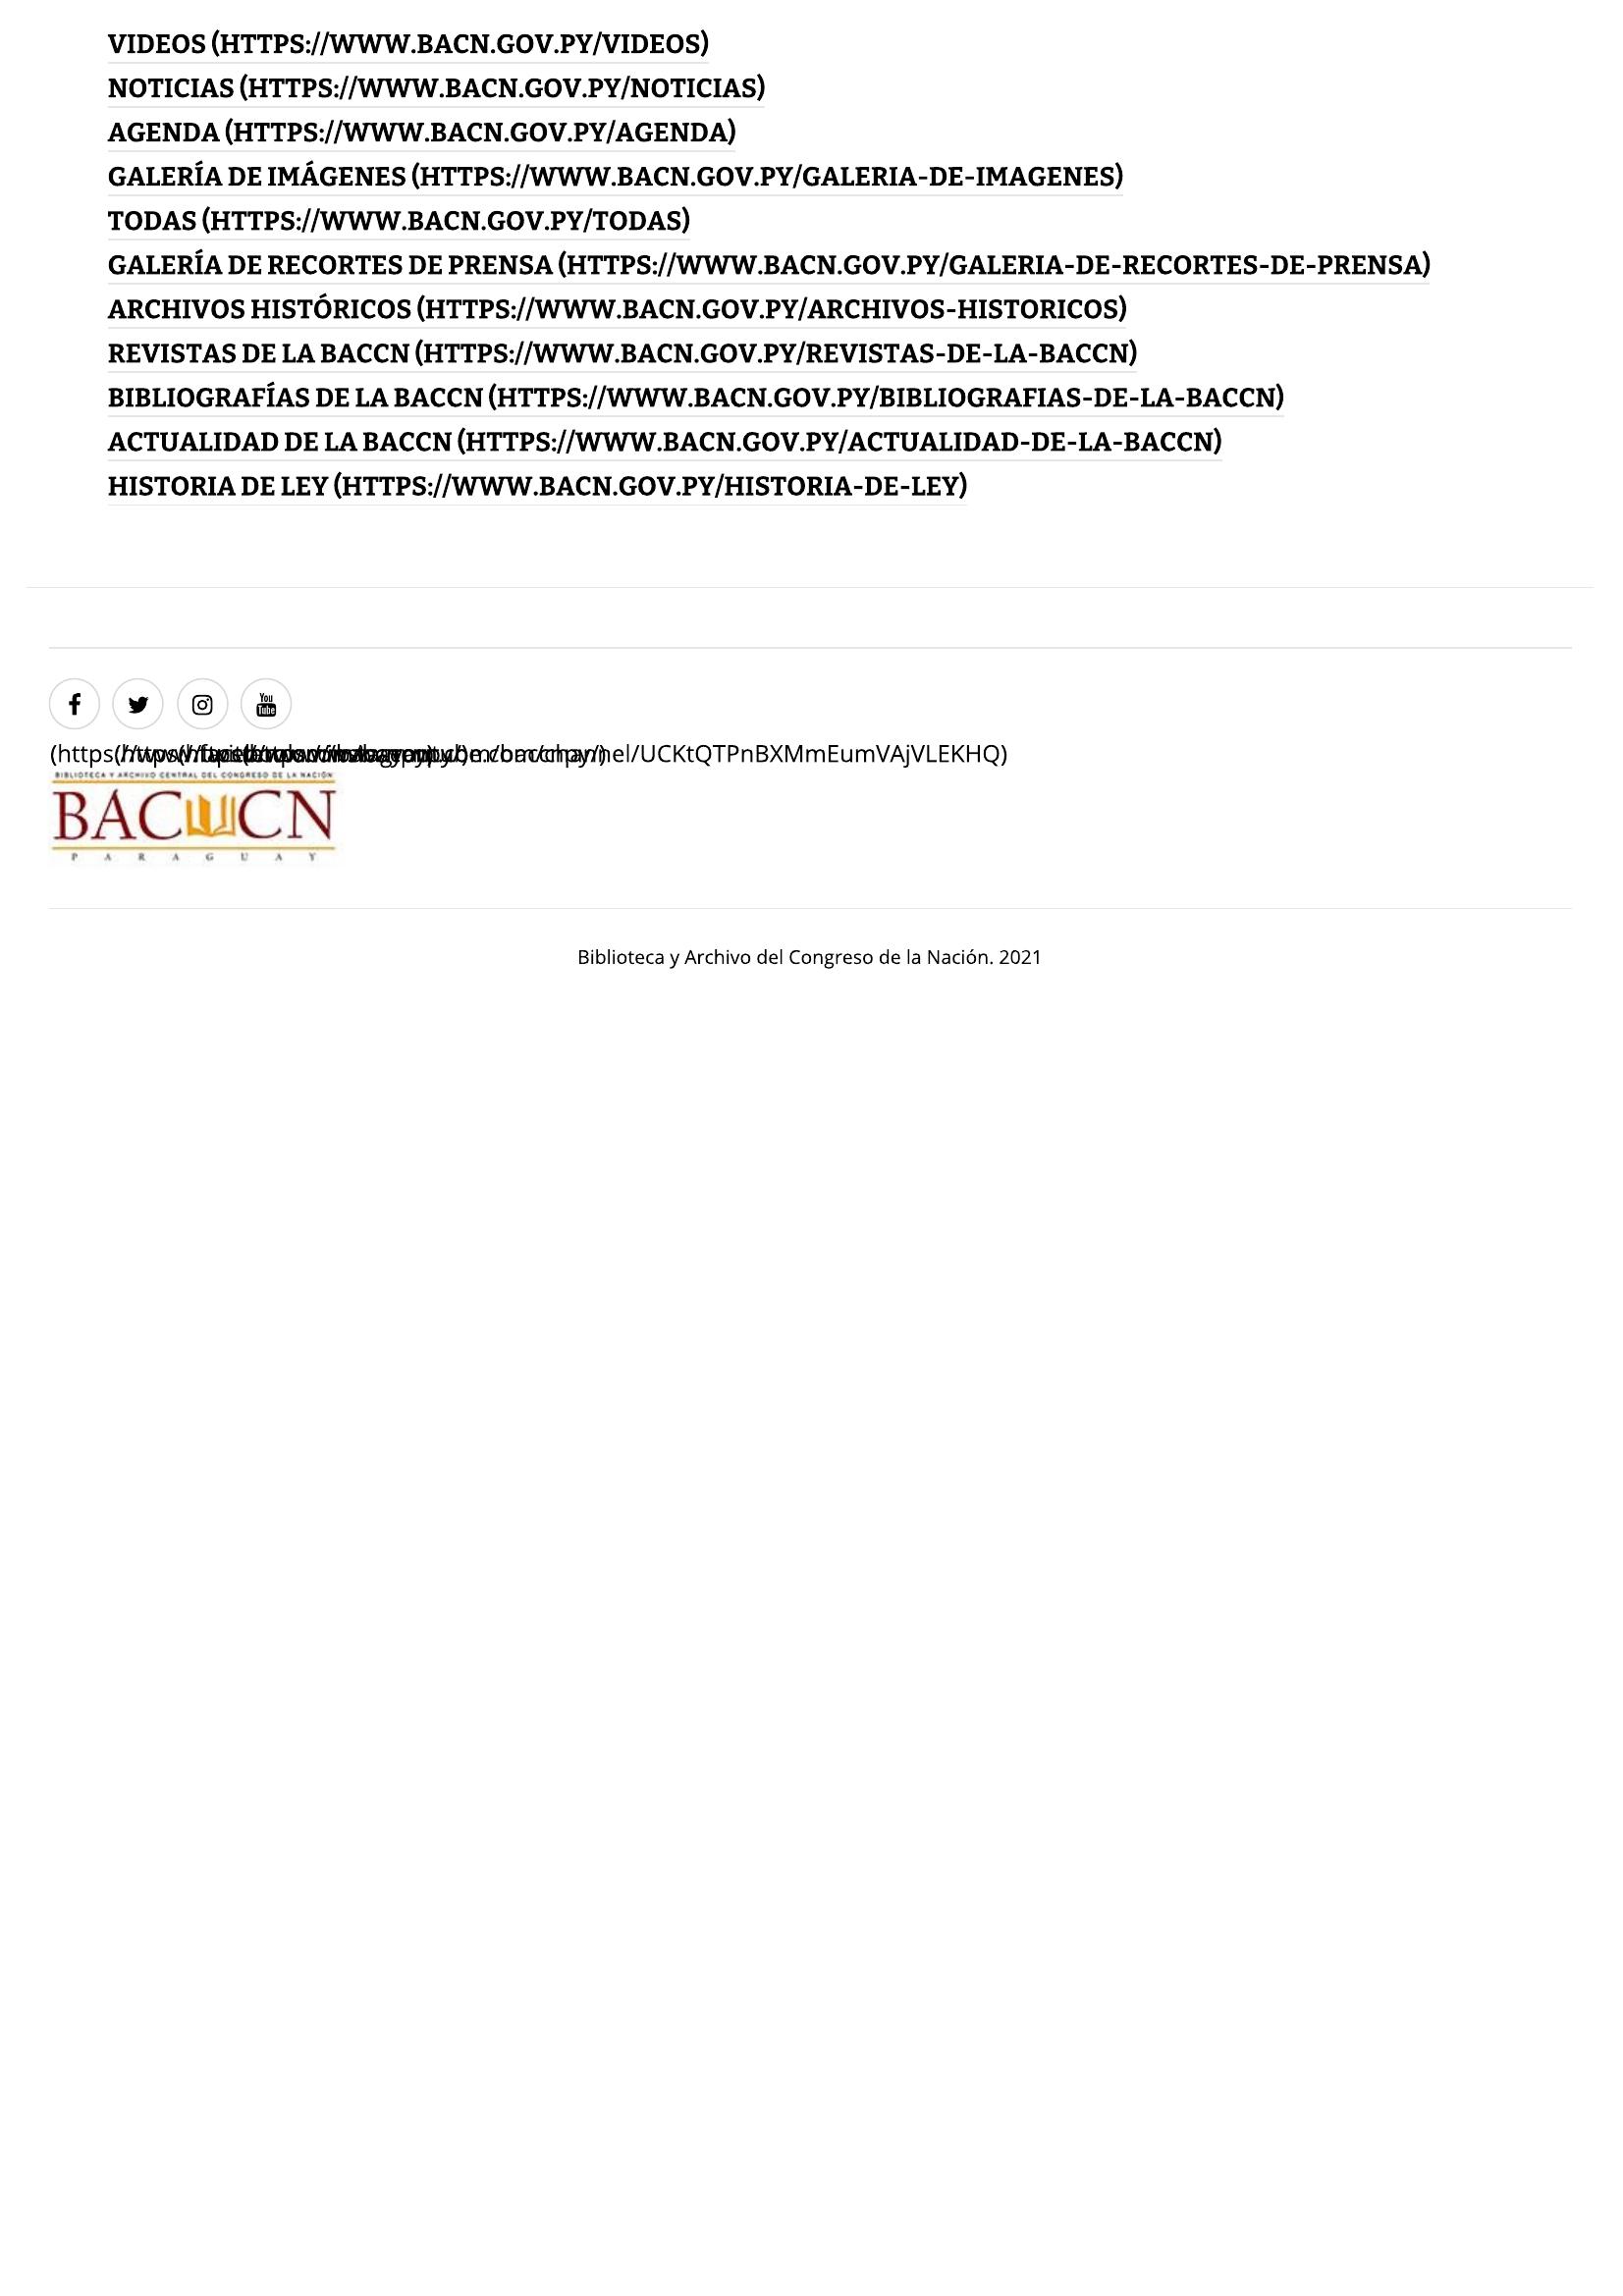 VIDEOS (HTTPS://WWW.BACN.GOV.PY/VIDEOS)
NOTICIAS (HTTPS://WWW.BACN.GOV.PY/NOTICIAS)
AGENDA (HTTPS://WWW.BACN.GOV.PY/AGENDA)
GALERÍA DE IMÁGENES (HTTPS://WWW.BACN.GOV.PY/GALERIA-DE-IMAGENES)
TODAS (HTTPS://WWW.BACN.GOV.PY/TODAS)
GALERÍA DE RECORTES DE PRENSA (HTTPS://WWW.BACN.GOV.PY/GALERIA-DE-RECORTES-DE-PRENSA)
ARCHIVOS HISTÓRICOS (HTTPS://WWW.BACN.GOV.PY/ARCHIVOS-HISTORICOS)
REVISTAS DE LA BACCN (HTTPS://WWW.BACN.GOV.PY/REVISTAS-DE-LA-BACCN)
BIBLIOGRAFÍAS DE LA BACCN (HTTPS://WWW.BACN.GOV.PY/BIBLIOGRAFIAS-DE-LA-BACCN)
ACTUALIDAD DE LA BACCN (HTTPS://WWW.BACN.GOV.PY/ACTUALIDAD-DE-LA-BACCN)
HISTORIA DE LEY (HTTPS://WWW.BACN.GOV.PY/HISTORIA-DE-LEY)
You
Tube
/UCKtQTPnBXMmEumVAjVLEKHQ)
BIBLIOTECA Y ARCHIVO CENTRAL DEL CONGRESO DE LA NACIÓN
BACCN
PARAGUAY
Biblioteca y Archivo del Congreso de la Nación. 2021